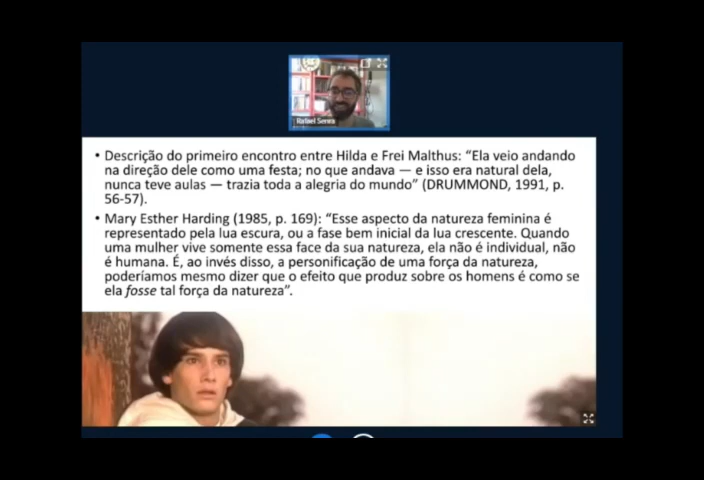 Rafael Senra
• Descrição do primeiro encontro entre Hilda e Frei Malthus: “Ela veio andando
na direção dele como uma festa; no que andava — e isso era natural dela,
nunca teve aulas — trazia toda a alegria do mundo” (DRUMMOND, 1991, p.
56-57).
• Mary Esther Harding (1985, p. 169): “Esse aspecto da natureza feminina é
representado pela lua escura, ou a fase bem inicial da lua crescente. Quando
uma mulher vive somente essa face da sua natureza, ela não é individual, não
é humana. É, ao invés disso, a personificação de uma força da natureza,
poderíamos mesmo dizer que o efeito que produz sobre os homens é como se
ela fosse tal força da natureza”.